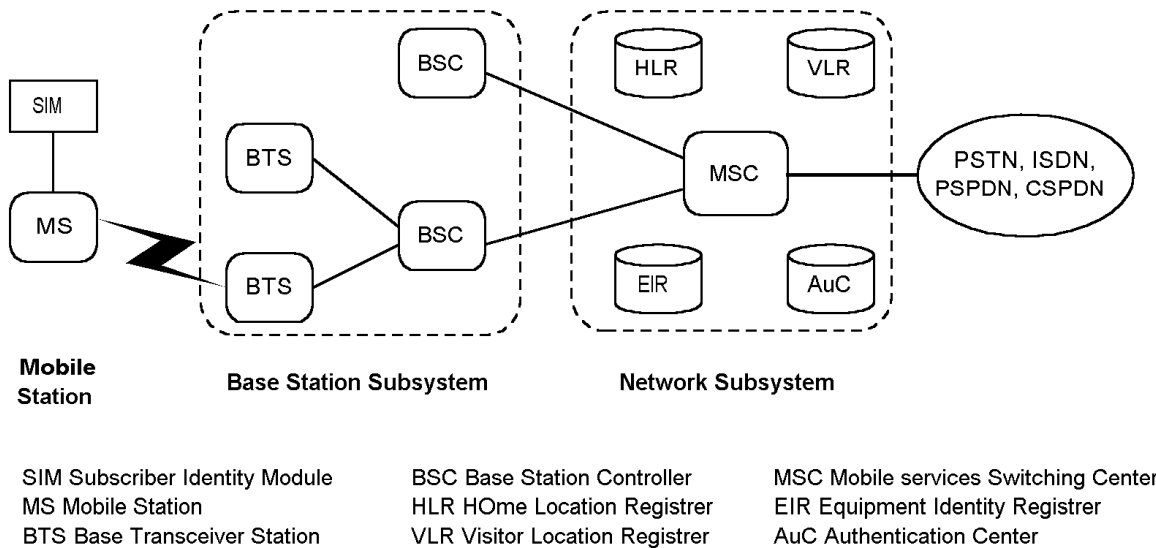 BSC
HLR
VLR
SIM
BTS
MSC
PSTN, ISDN,
PSPDN, CSPDN
MS
BSC
BTS
EIR
AuC
Mobile
Station
Base Station Subsystem
Network Subsystem
SIM Subscriber Identity Module
MS Mobile Station
BTS Base Transceiver Station
BSC Base Station Controller
HLR HOme Location Registrer
VLR Visitor Location Registrer
MSC Mobile services Switching Center
EIR Equipment Identity Registrer
AuC Authentication Center